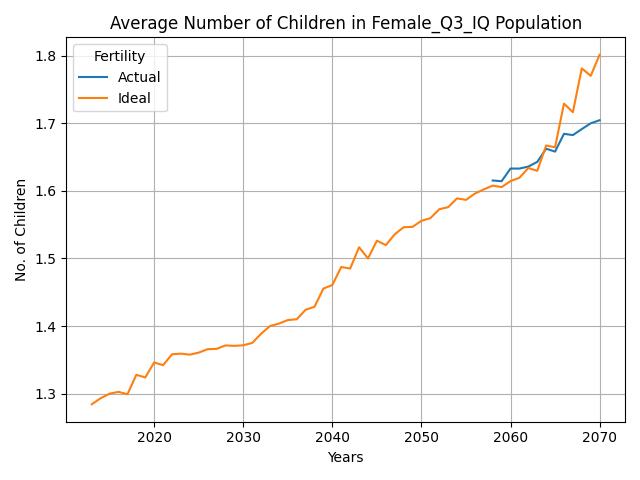 Average Number of Children in Female_Q3_IQ Population
Fertility
Actual
Ideal
No. of Children
1.8
1.7
1.6
1.5
1.4
1.3
2020 2030 2040 2050 2060 2070
Years